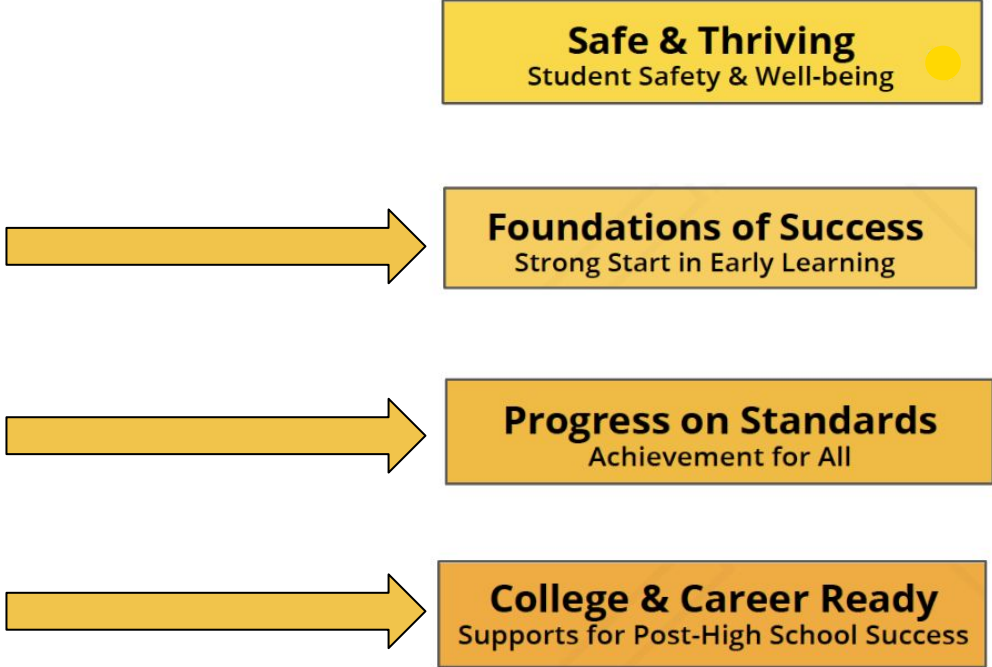 Safe & Thriving
Student Safety & Well-being
Foundations of Success
Strong Start in Early Learning
Progress on Standards
Achievement for All
College & Career Ready
Supports for Post-High School Success